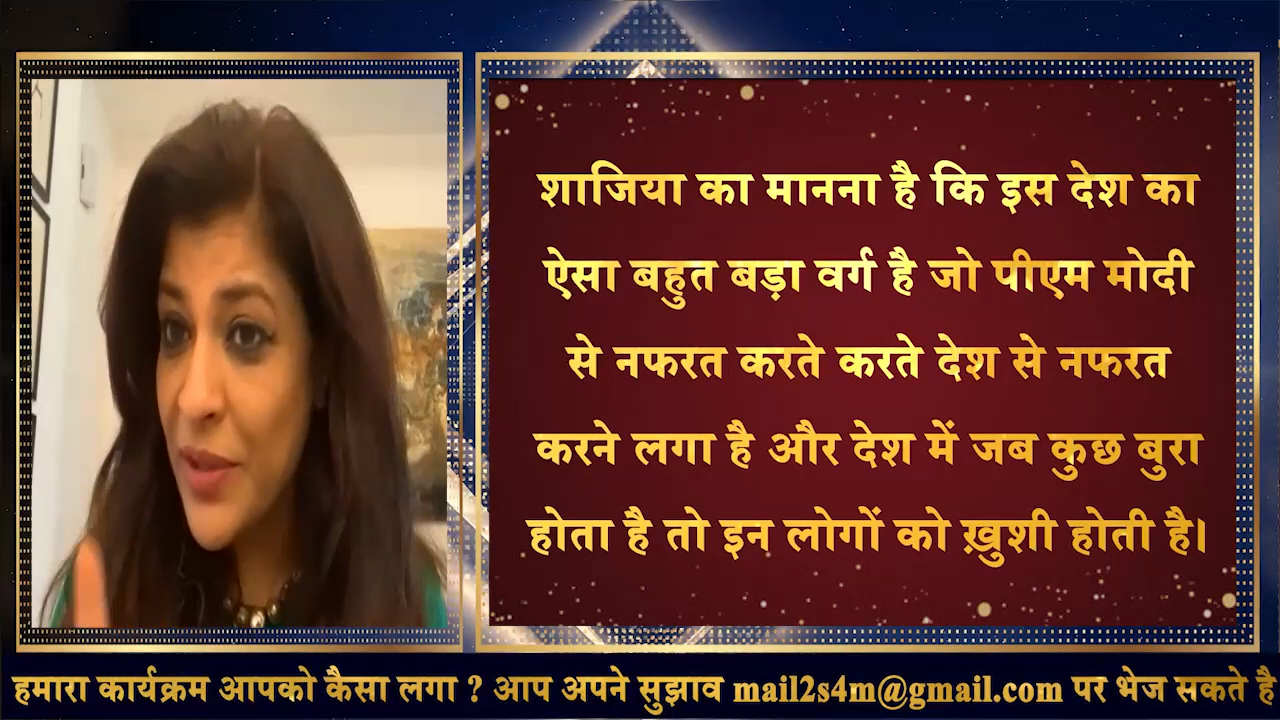 शाजिया का मानना है कि इस देश का
ऐसा बहुत बड़ा वर्ग है जो पीएम मोदी
से नफरत करते करते देश से नफरत
करने लगा है और देश में जब कुछ बुरा
होता है तो इन लोगों को ख़ुशी होती है।
हमारा कार्यक्रम आपको कैसा लगा ? आप अपने सुझाव mail2s4m@gmail.com पर भेज सकते है